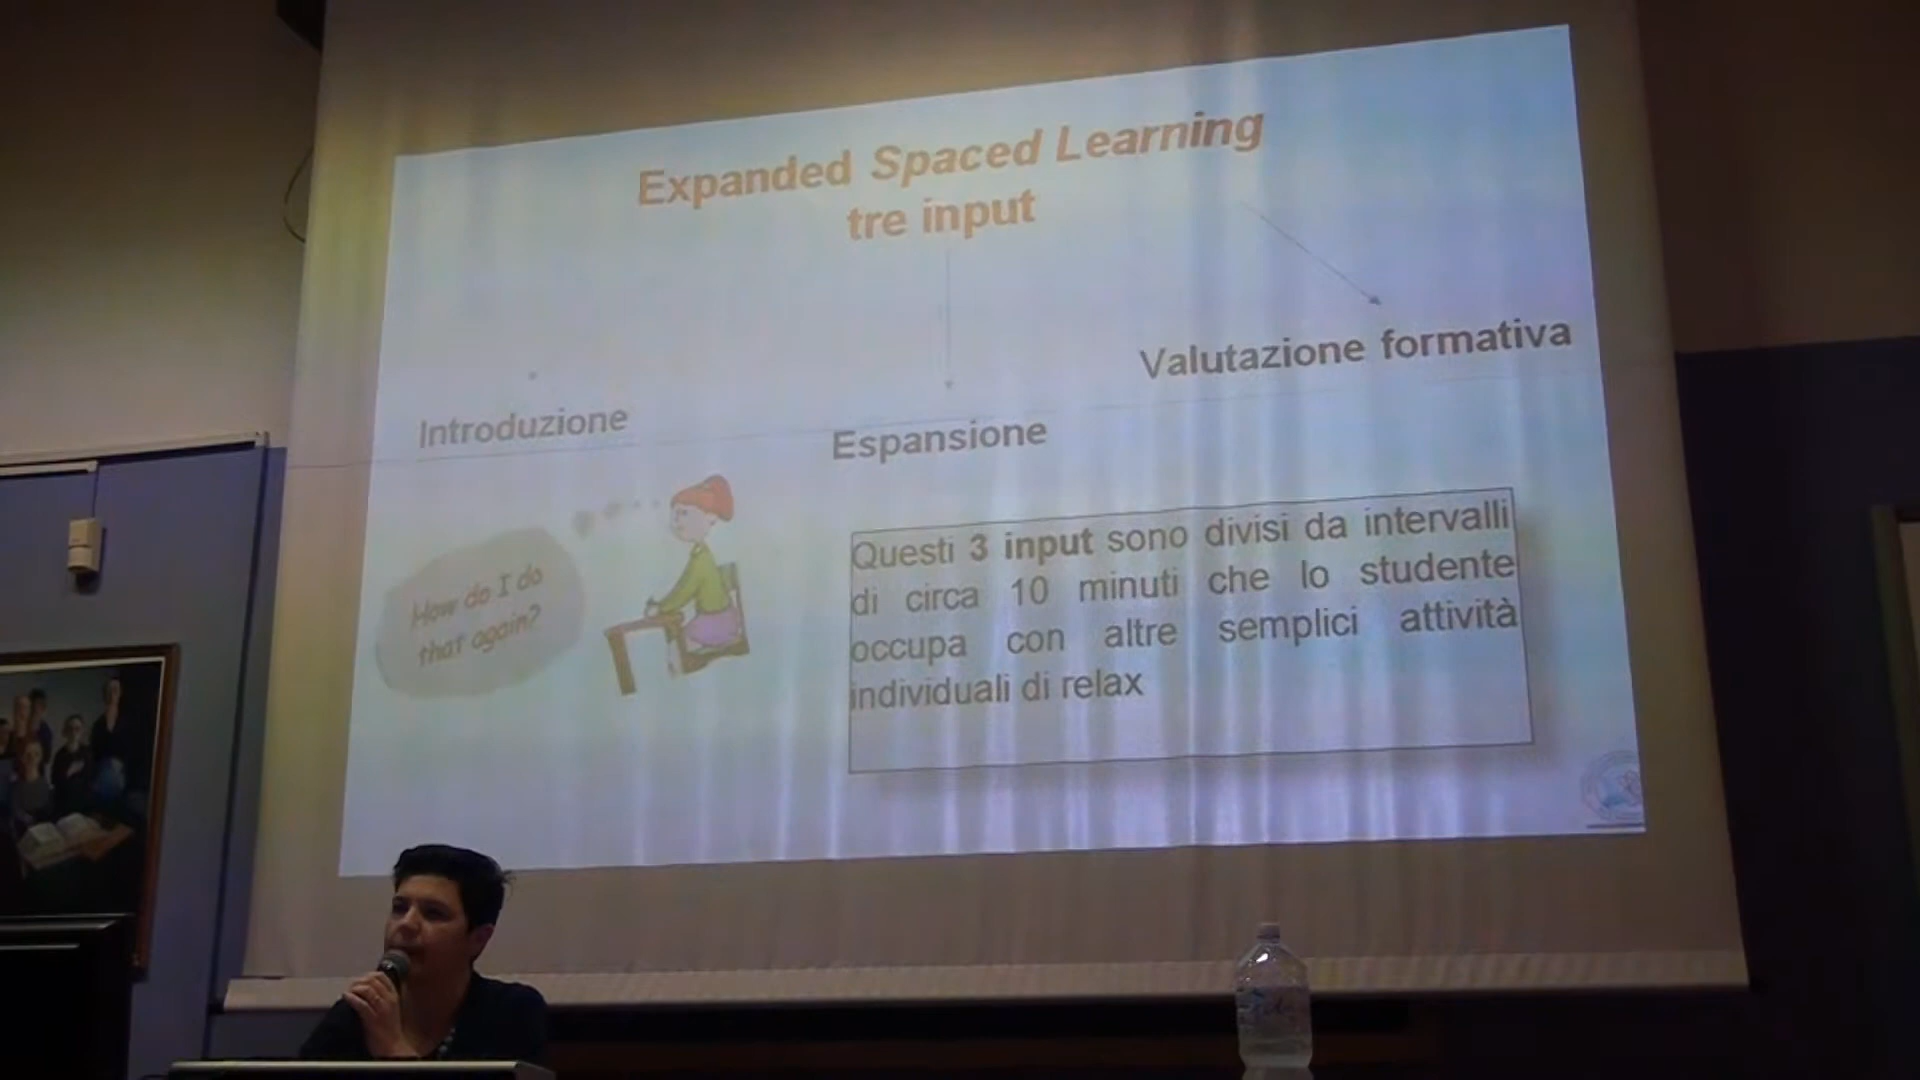 Expanded Spaced Learning
tre input
Valutazione formativa
Introduzione
Espansione
How do I do
that again?
Questi 3 input sono divisi da intervalli
di circa 10 minuti che lo studente
occupa con altre semplici attività
individuali di relax